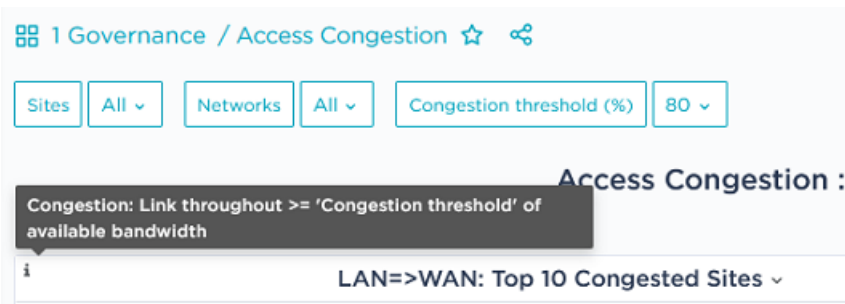 1 Governance / Access Congestion
Sites All Networks All Congestion threshold (%) 80
Access Congestion :
Congestion: Link throughout >= 'Congestion threshold' of
available bandwidth
i
LAN=>WAN: Top 10 Congested Sites